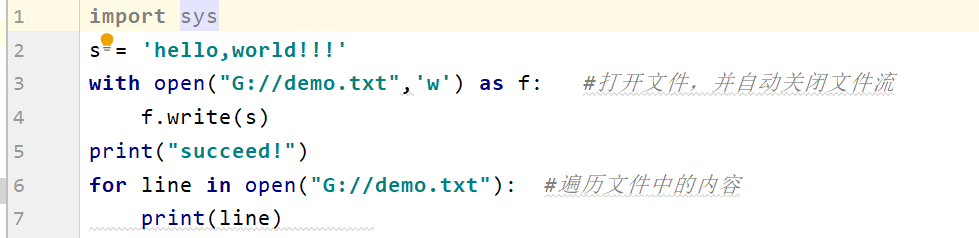 1 import sys
2 s = 'hello,world!!!'
3 with open("G://demo.txt",'w') as f:   #打开文件，并自动关闭文件流
4     f.write(s)
5 print("succeed!")
6 for line in open("G://demo.txt"):  #遍历文件中的内容
7     print(line)